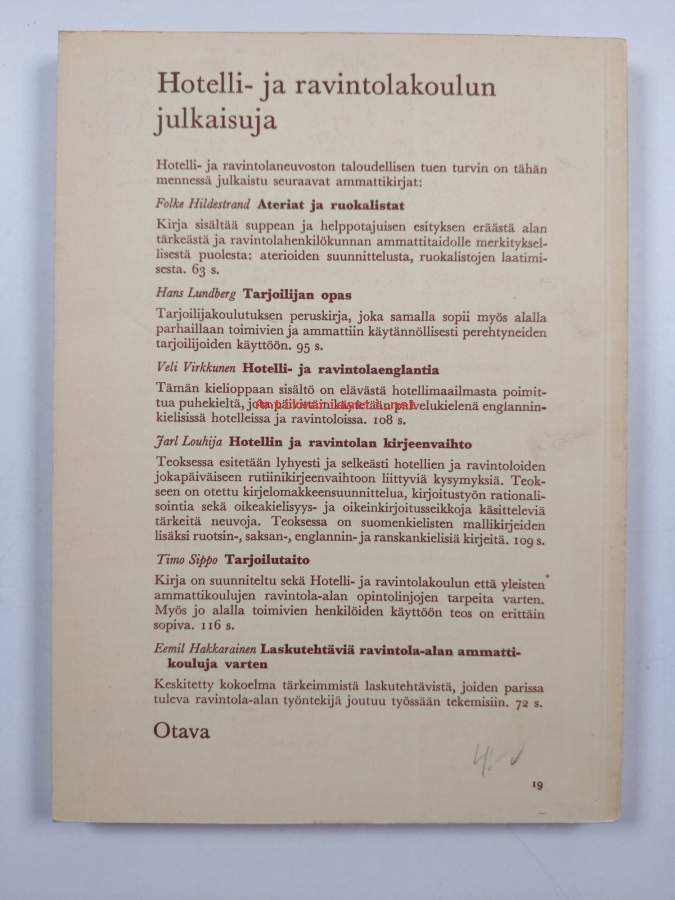 Hotelli- ja ravintolakoulun
julkaisuja
Hotelli- ja ravintolaneuvoston taloudellisen tuen turvin on tähän
mennessä julkaistu seuraavat ammattikirjat:
Folke Hildestrand Ateriat ja ruokalistat
Kirja sisältää suppean ja helppotajuisen esityksen eräästä alan
tärkeästä ja ravintolahenkilökunnan ammattitaidolle merkityksel-
lisestä puolesta: aterioiden suunnittelusta, ruokalistojen laatimi-
sesta. 63 s.
Hans Lundberg Tarjoilijan opas
Tarjoilijakoulutuksen peruskirja, joka samalla sopii myös alalla
parhaillaan toimivien ja ammattiin käytännöllisesti perehtyneiden
tarjoilijoiden käyttöön. 95 s.
Veli Virkkunen Hotelli- ja ravintolaenglantia
Tämän kielioppaan sisältö on elävästä hotellimaailmasta poimit-
tua puhekieltä, jota päivittäin käytetään palvelukielenä englannin-
kielisissä hotelleissa ja ravintoloissa. 108 s.
Jarl Louhija Hotellin ja ravintolan kirjeenvaihto
Teoksessa esitetään lyhyesti ja selkeästi hotellien ja ravintoloiden
jokapäiväiseen rutiinikirjeenvaihtoon liittyviä kysymyksiä. Teok-
seen on otettu kirjelomakkeensuunnittelua, kirjoitustyön rationali-
sointia sekä oikeakielisyys- ja oikeinkirjoitusseikkoja käsitteleviä
tärkeitä neuvoja. Teoksessa on suomenkielisten mallikirjeiden
lisäksi ruotsin-, saksan-, englannin- ja ranskankielisiä kirjeitä. 109 s.
Timo Sippo Tarjoilutaito
Kirja on suunniteltu sekä Hotelli- ja ravintolakoulun että yleisten
ammattikoulujen ravintola-alan opintolinjojen tarpeita varten.
Myös jo alalla toimivien henkilöiden käyttöön teos on erittäin
sopiva. 116 s.
Eemil Hakkarainen Laskutehtäviä ravintola-alan ammatti-
kouluja varten
Keskitetty kokoelma tärkeimmistä laskutehtävistä, joiden parissa
tuleva ravintola-alan työntekijä joutuu työssään tekemisiin. 72 s.
Otava
19